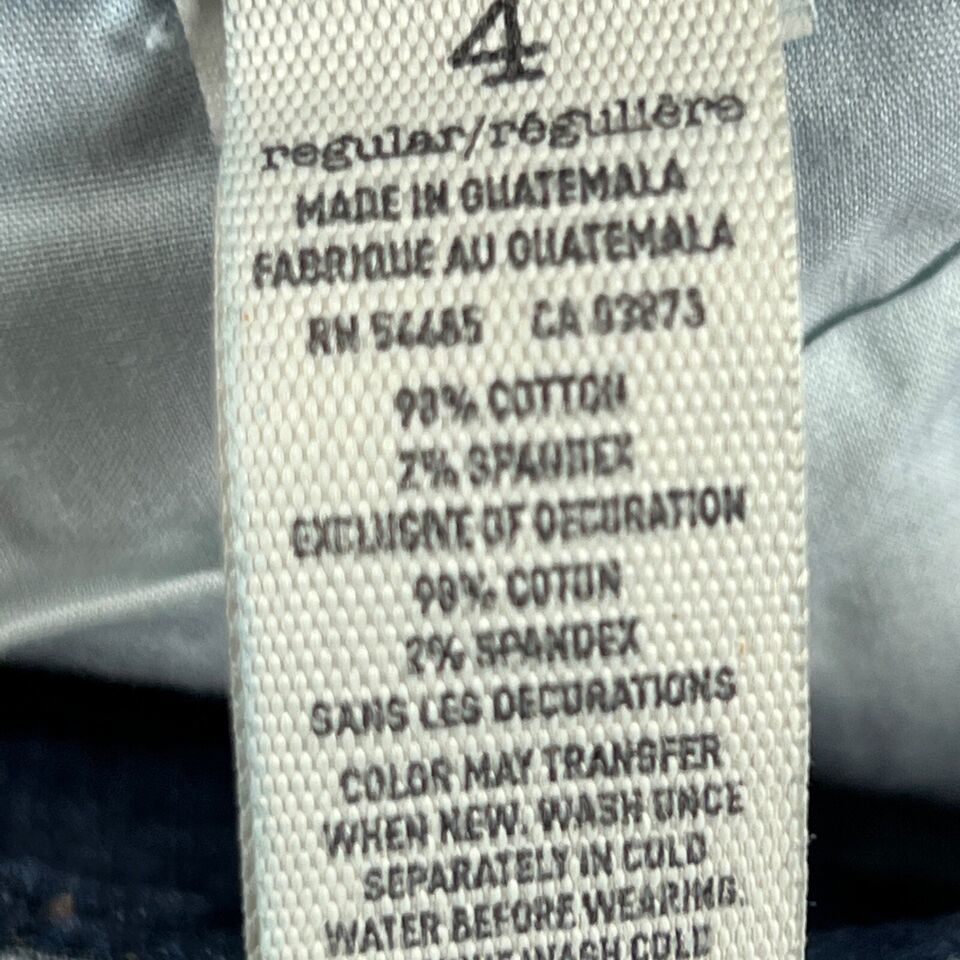 4
regular/régulière
MADE IN GUATEMALA
FABRIQUE AU GUATEMALA
RN 54485 CA 03873
98% COTTON
2% SPANDEX
EXCLUSIVE OF DECORATION
98% COTON
2% SPANDEX
SANS LES DECORATIONS
COLOR MAY TRANSFER
WHEN NEW. WASH ONCE
SEPARATELY IN COLD
WATER BEFORE WEARING.
WASH COLD